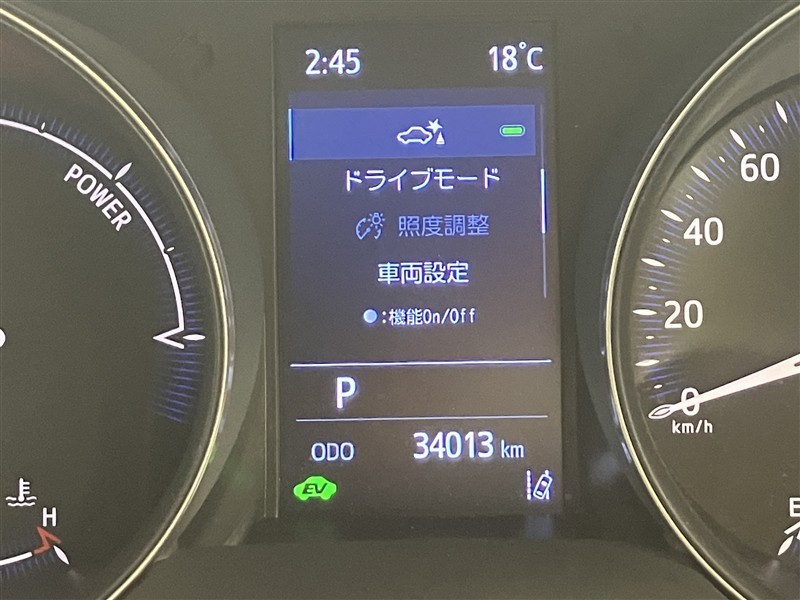 2:45 18℃
ドライブモード
照度調整
車両設定
●:機能On/Off
P
ODO 34013 km
EV
POWER
H
60
40
20
0
km/h
E